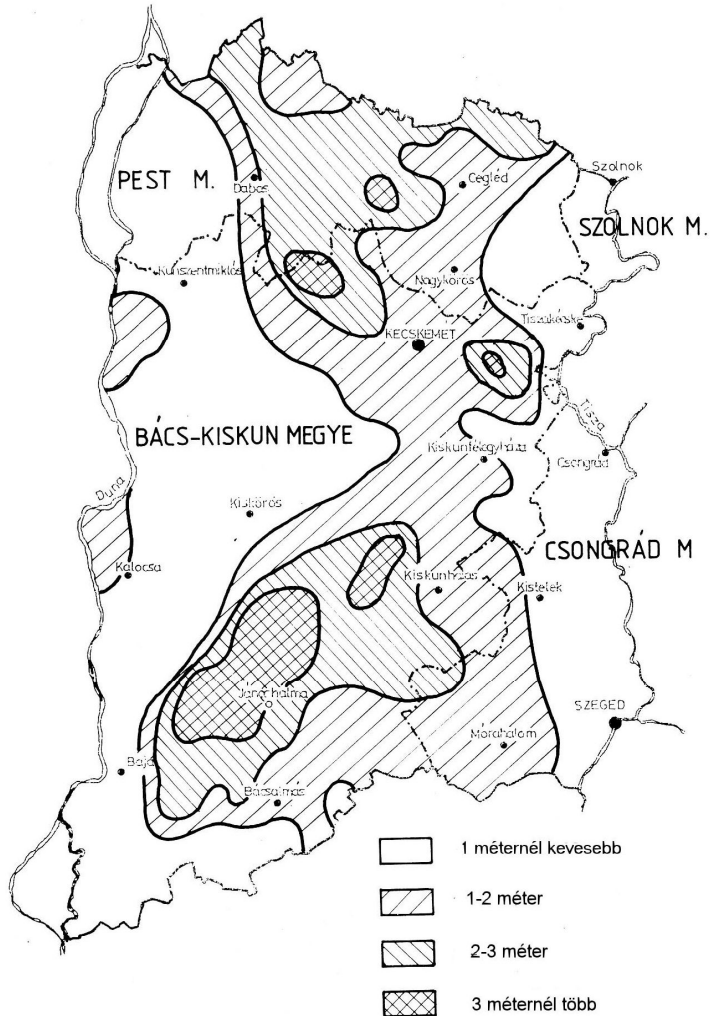 PEST M.
Dabas
Cegléd
Szolnok
SZOLNOK M.
Kunszentmiklós
Nagykőrös
Tiszakécske
KECSKEMÉT
BÁCS-KISKUN MEGYE
Kiskunfélegyháza
Tisza
Csongrád
Duna
Kiskőrös
CSONGRÁD M
Kalocsa
Kiskunhalas
Kistelek
Jánoshalma
SZEGED
Mórahalom
Baja
Bácsalmás
1 méternél kevesebb
1-2 méter
2-3 méter
3 méternél több